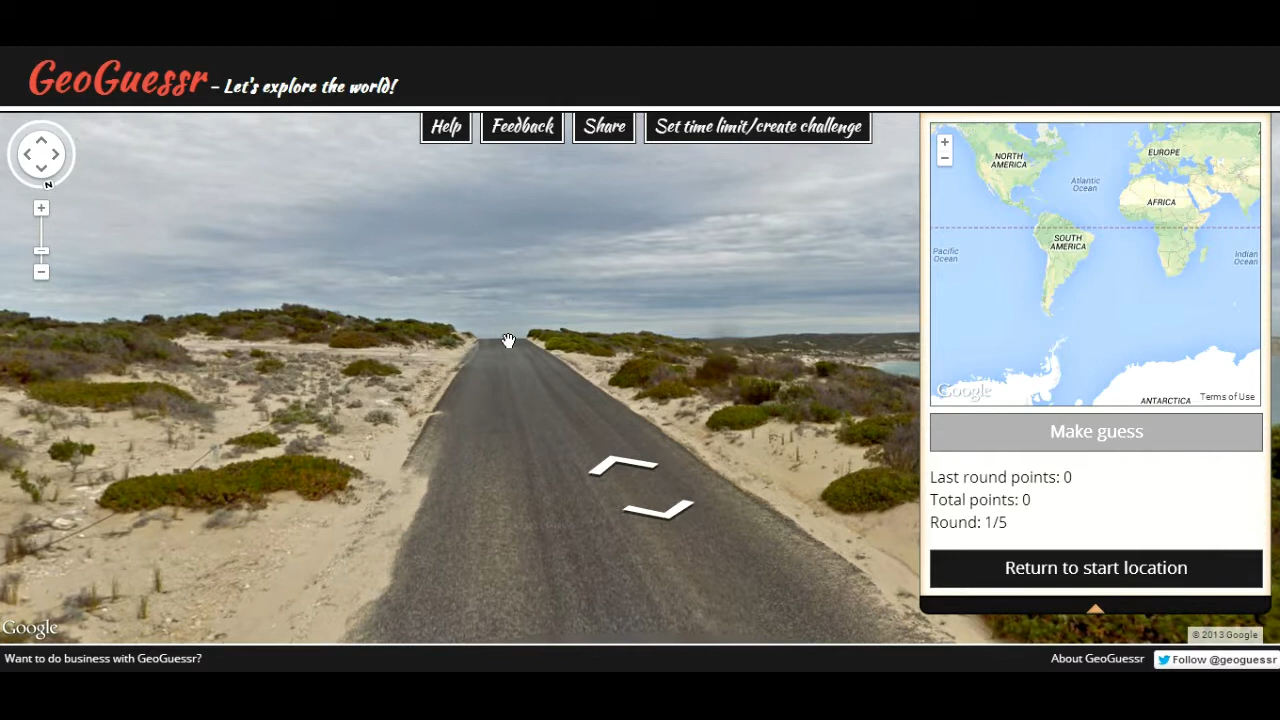 GeoGuessr – Let's explore the world!
Help
Feedback
Share
Set time limit/create challenge
N
+
−
+
−
NORTH AMERICA
EUROPE
Atlantic Ocean
AFRICA
SOUTH AMERICA
Pacific Ocean
Indian Ocean
ANTARCTICA
Google
Terms of Use
Make guess
Last round points: 0
Total points: 0
Round: 1/5
Return to start location
Google
© 2013 Google
Want to do business with GeoGuessr?
About GeoGuessr
Follow @geoguessr